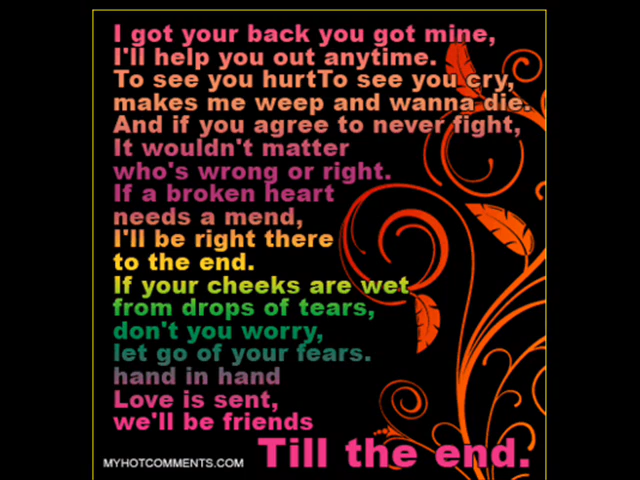 I got your back you got mine,
I'll help you out anytime.
To see you hurtTo see you cry,
makes me weep and wanna die.
And if you agree to never fight,
It wouldn't matter
who's wrong or right.
If a broken heart
needs a mend,
I'll be right there
to the end.
If your cheeks are wet
from drops of tears,
don't you worry,
let go of your fears.
hand in hand
Love is sent,
we'll be friends
Till the end.
MYHOTCOMMENTS.COM